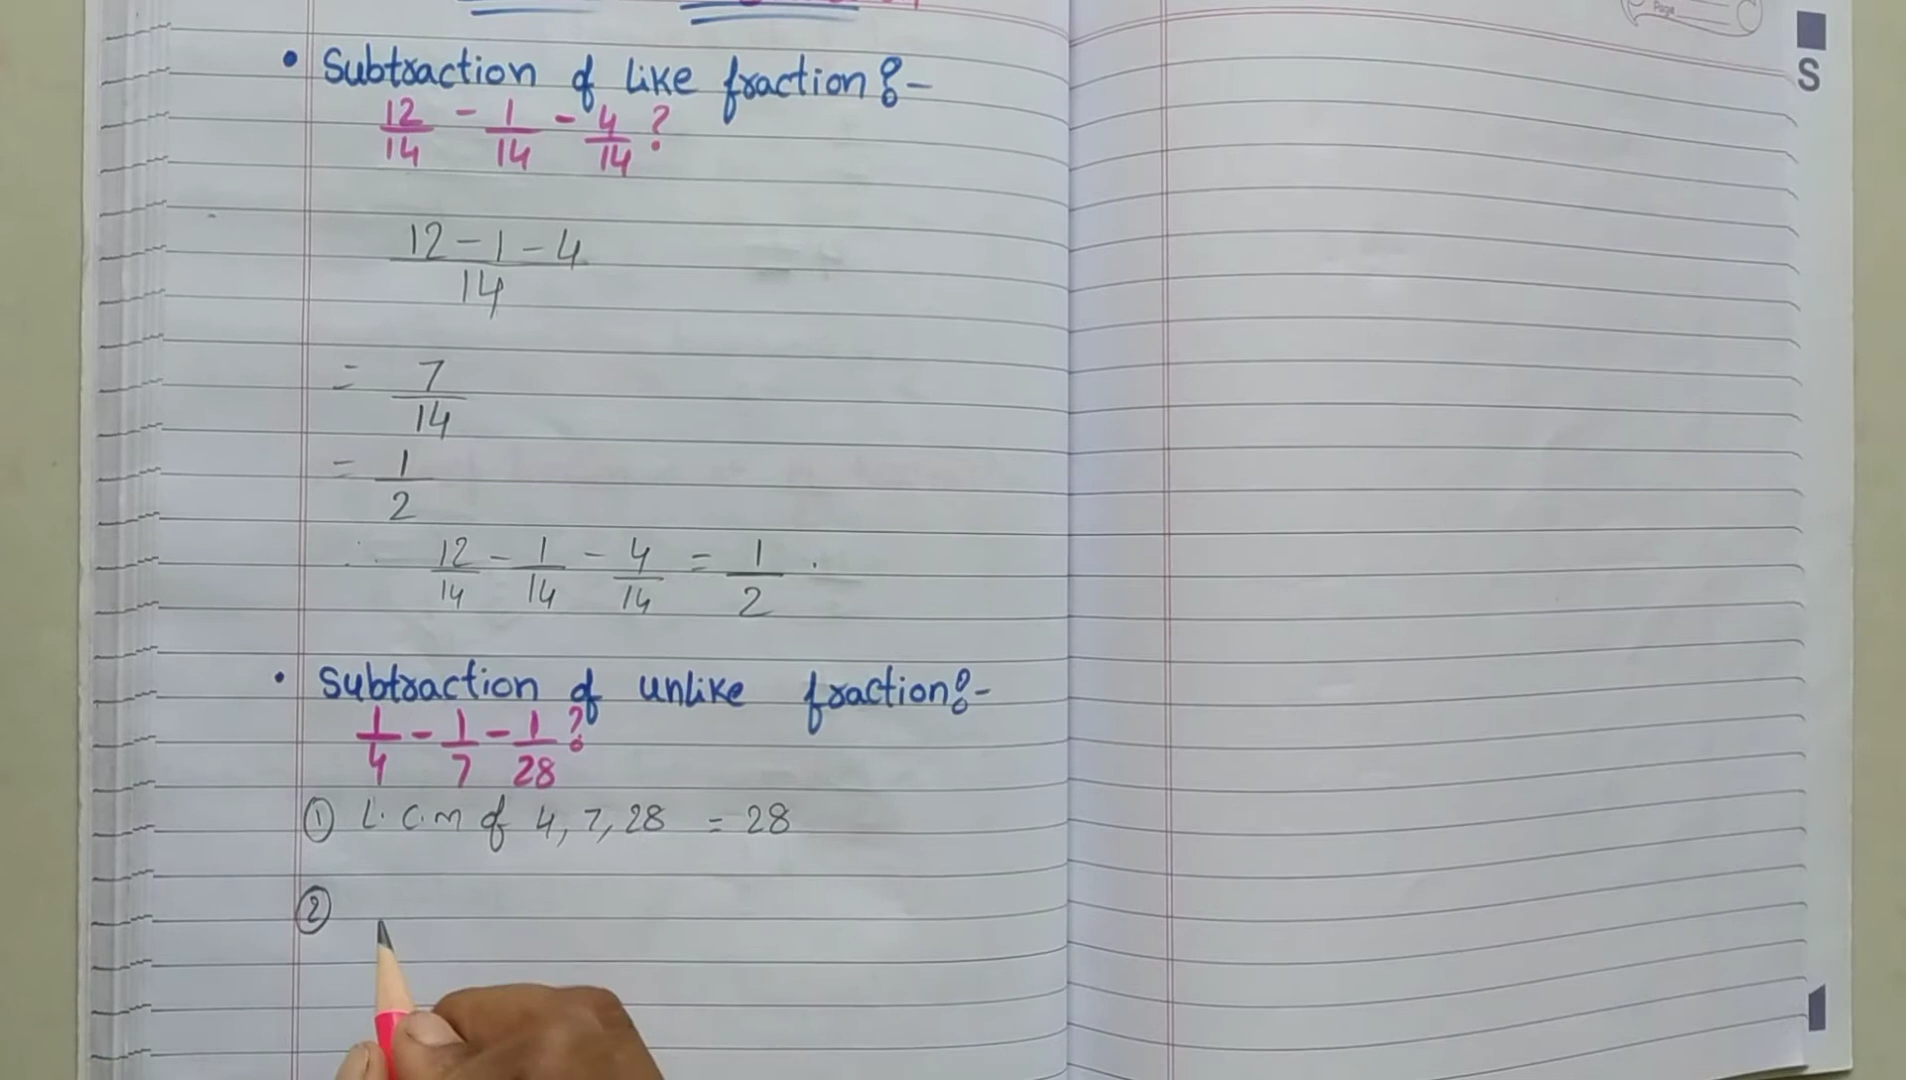 • Subtraction of like fraction :-
12/14 - 1/14 - 4/14 ?
12 - 1 - 4
14
= 7/14
= 1/2
12/14 - 1/14 - 4/14 = 1/2 .
• Subtraction of unlike fraction :-
1/4 - 1/7 - 1/28 ?
① L.C.M of 4, 7, 28 = 28
②
Page
S